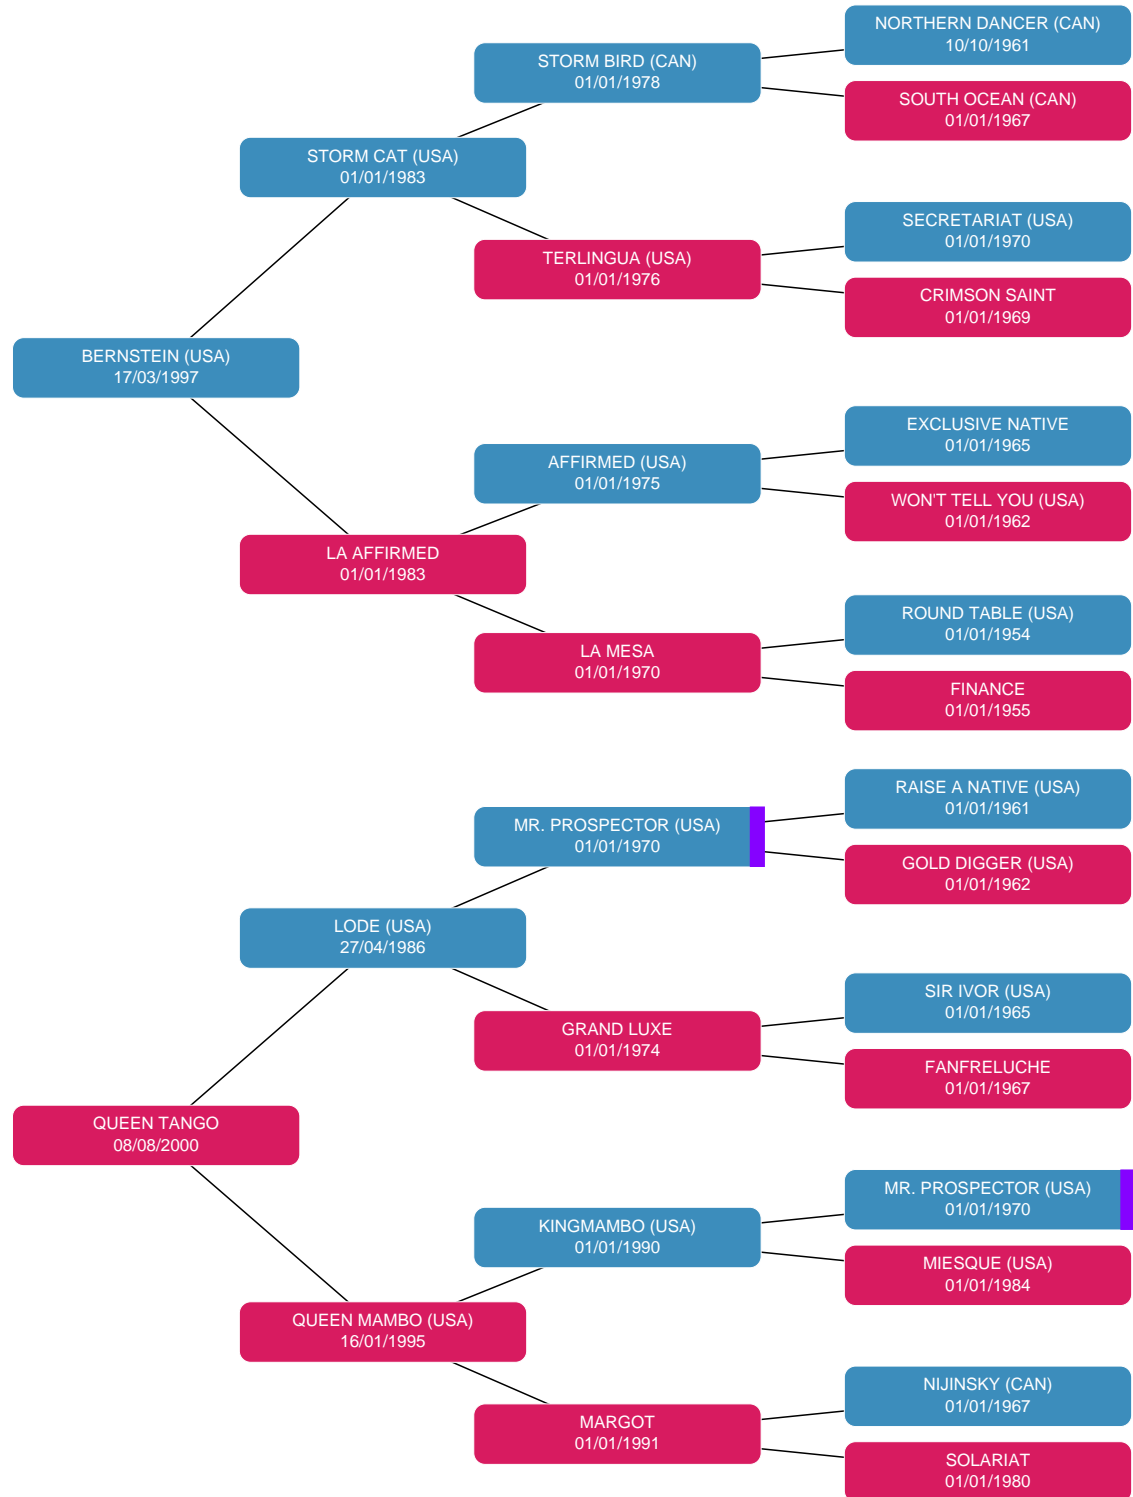 NORTHERN DANCER (CAN)
10/10/1961
STORM BIRD (CAN)
01/01/1978
SOUTH OCEAN (CAN)
01/01/1967
STORM CAT (USA)
01/01/1983
SECRETARIAT (USA)
01/01/1970
TERLINGUA (USA)
01/01/1976
CRIMSON SAINT
01/01/1969
BERNSTEIN (USA)
17/03/1997
EXCLUSIVE NATIVE
01/01/1965
AFFIRMED (USA)
01/01/1975
WON'T TELL YOU (USA)
01/01/1962
LA AFFIRMED
01/01/1983
ROUND TABLE (USA)
01/01/1954
LA MESA
01/01/1970
FINANCE
01/01/1955
RAISE A NATIVE (USA)
01/01/1961
MR. PROSPECTOR (USA)
01/01/1970
GOLD DIGGER (USA)
01/01/1962
LODE (USA)
27/04/1986
SIR IVOR (USA)
01/01/1965
GRAND LUXE
01/01/1974
FANFRELUCHE
01/01/1967
QUEEN TANGO
08/08/2000
MR. PROSPECTOR (USA)
01/01/1970
KINGMAMBO (USA)
01/01/1990
MIESQUE (USA)
01/01/1984
QUEEN MAMBO (USA)
16/01/1995
NIJINSKY (CAN)
01/01/1967
MARGOT
01/01/1991
SOLARIAT
01/01/1980